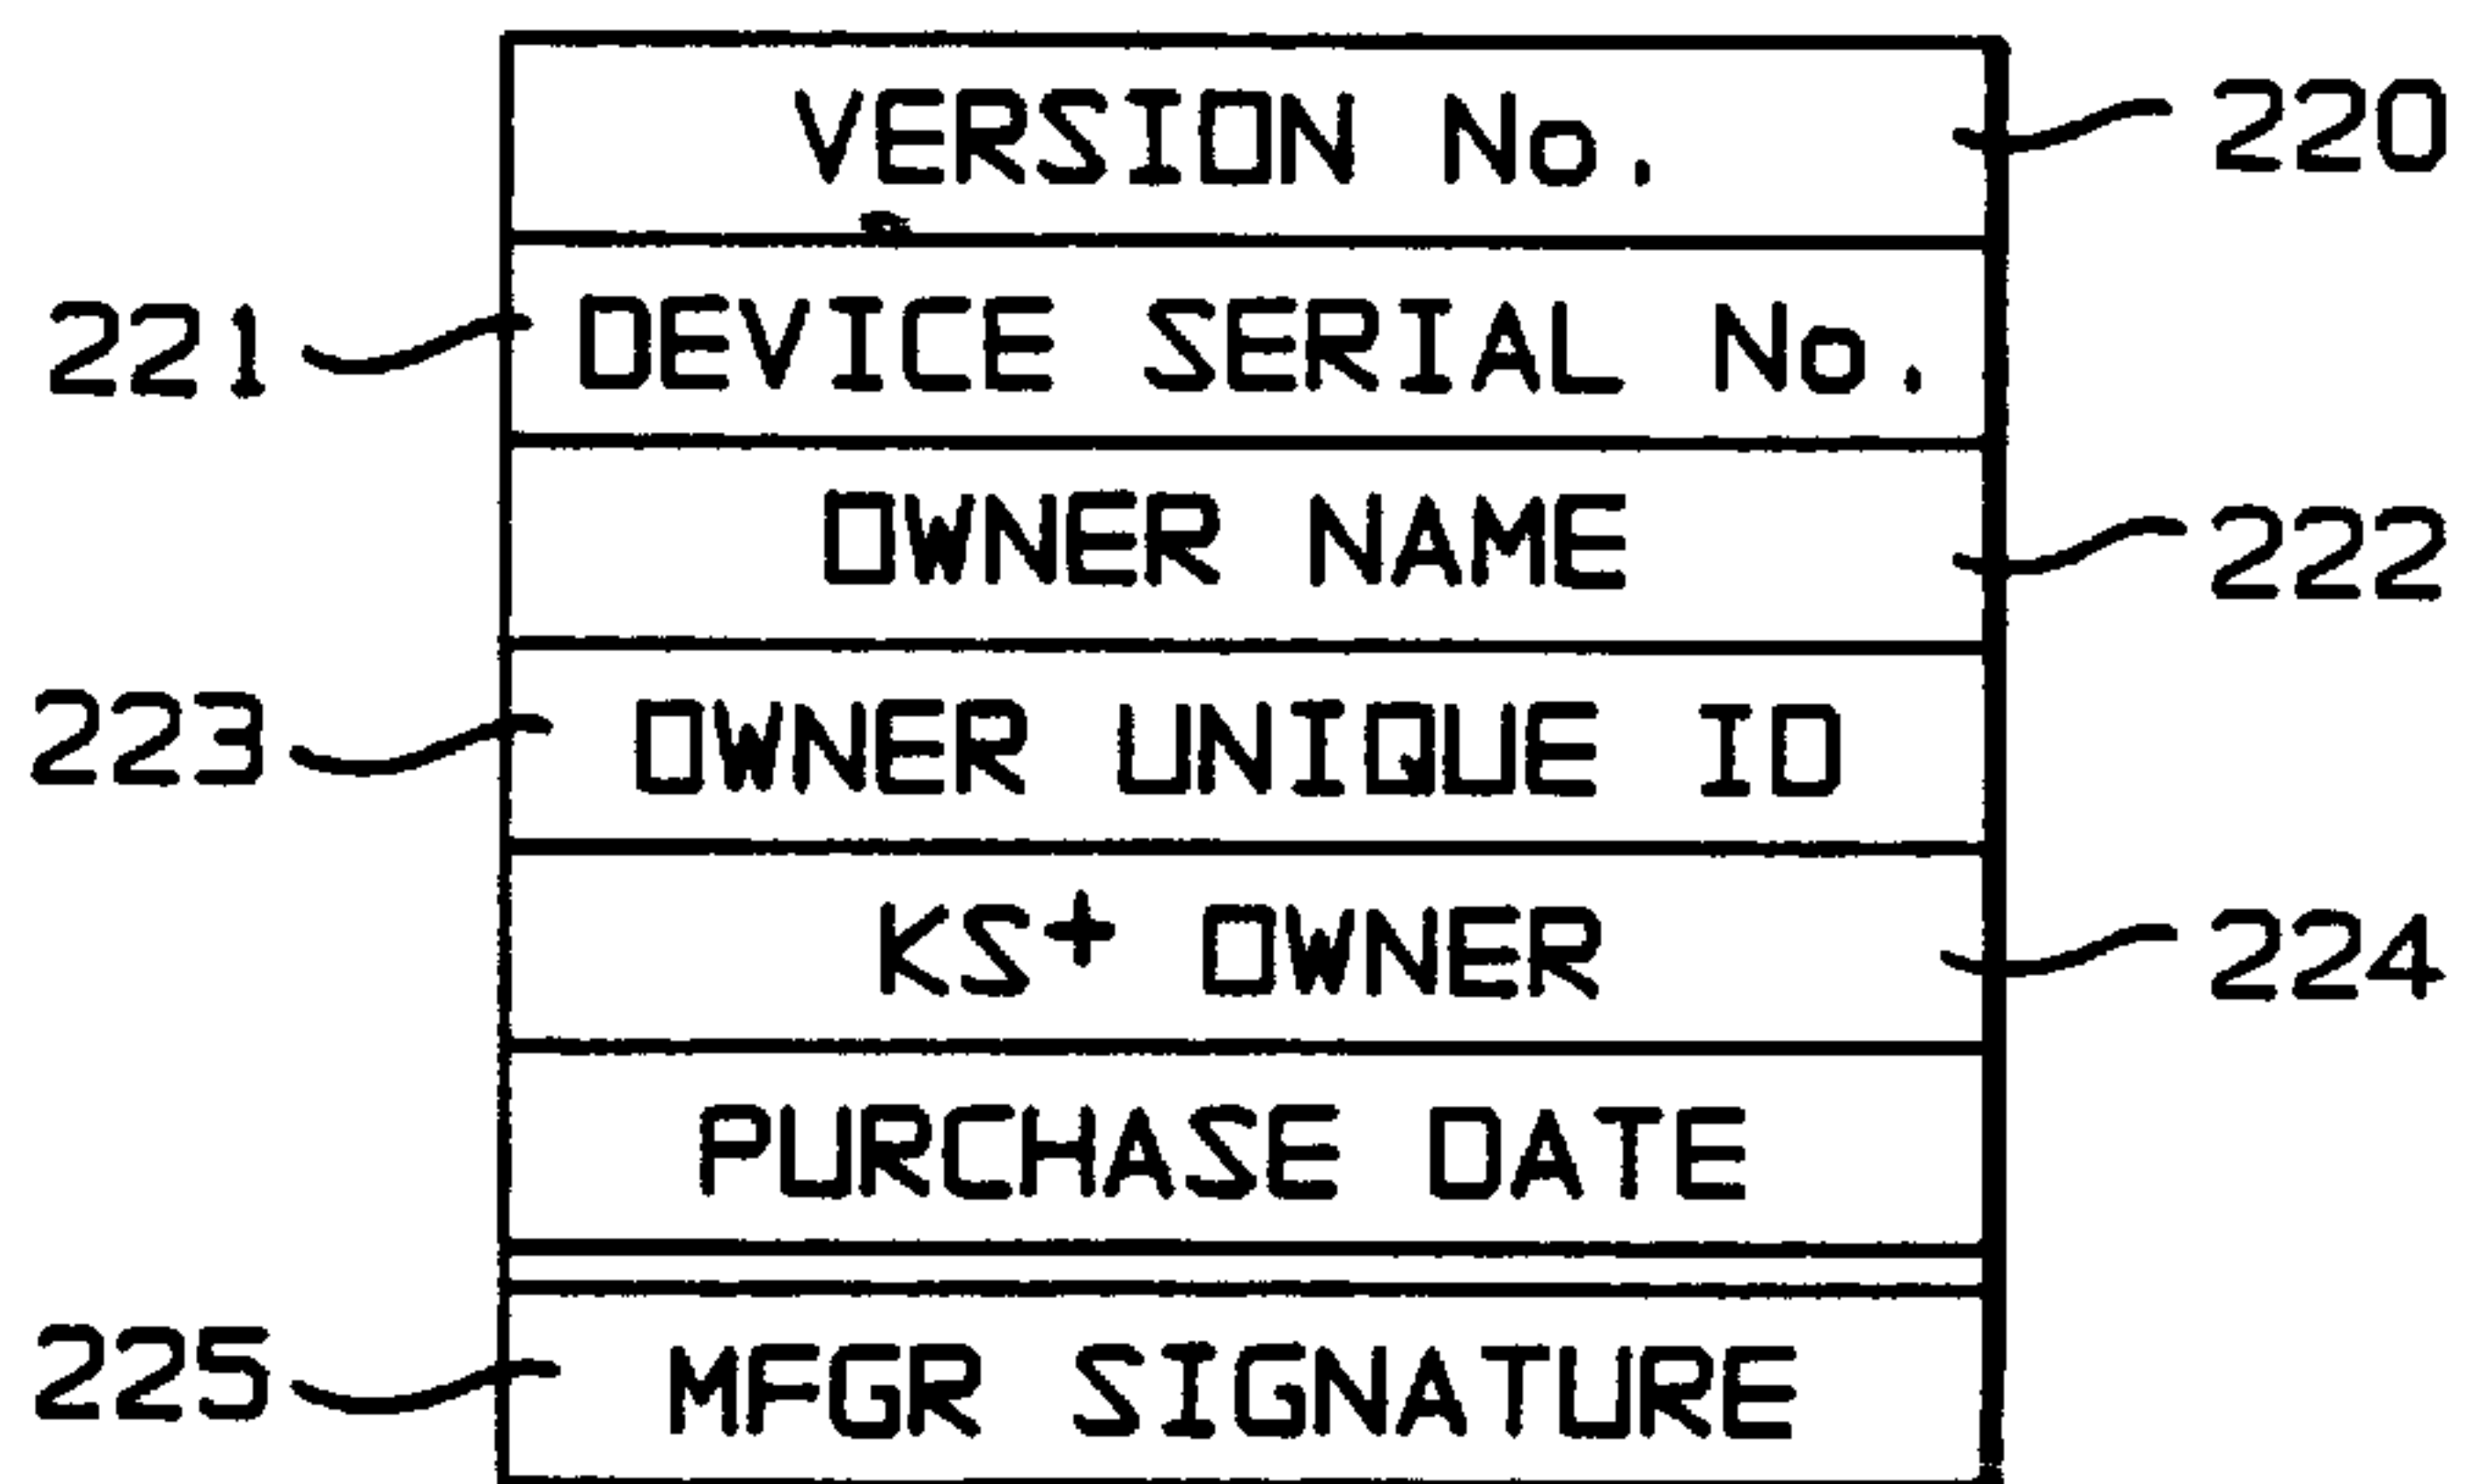 VERSION No. 220
221 DEVICE SERIAL No.
OWNER NAME 222
223 OWNER UNIQUE ID
KS+ OWNER 224
PURCHASE DATE
225 MFGR SIGNATURE